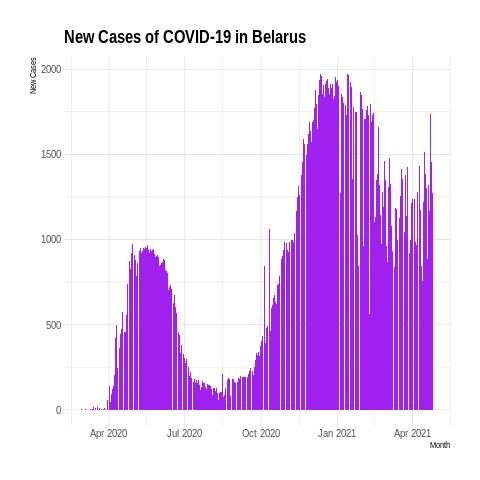 New Cases of COVID-19 in Belarus
New Cases
2000
1500
1000
500
0
Apr 2020 Jul 2020 Oct 2020 Jan 2021 Apr 2021
Month